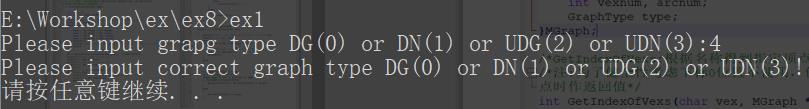 int vexnum, arcnum;
GraphType type;
}MGraph;
E:\Workshop\ex\ex8>ex1
Please input grapg type DG(0) or DN(1) or UDG(2) or UDN(3):4
Please input correct graph type DG(0) or DN(1) or UDG(2) or UDN(3)!
请按任意键继续. . .
点时作返回值*/
int GetIndexOfVexs(char vex, MGraph